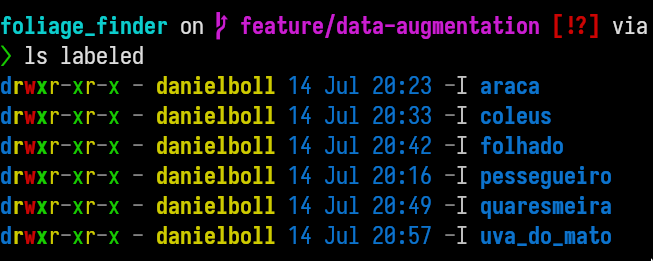 foliage_finder on feature/data-augmentation [!?] via
❯ ls labeled
drwxr-xr-x - danielboll 14 Jul 20:23 -I araca
drwxr-xr-x - danielboll 14 Jul 20:33 -I coleus
drwxr-xr-x - danielboll 14 Jul 20:42 -I folhado
drwxr-xr-x - danielboll 14 Jul 20:16 -I pessegueiro
drwxr-xr-x - danielboll 14 Jul 20:49 -I quaresmeira
drwxr-xr-x - danielboll 14 Jul 20:57 -I uva_do_mato